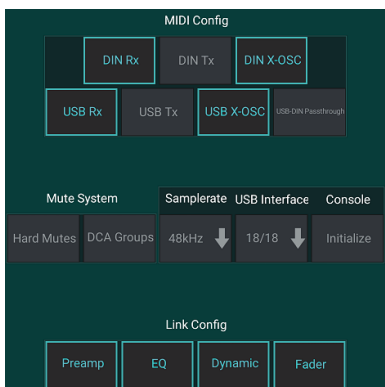 MIDI Config
DIN Rx DIN Tx DIN X-OSC
USB Rx USB Tx USB X-OSC USB-DIN Passthrough
Mute System Samplerate USB Interface Console
Hard Mutes DCA Groups 48kHz 18/18 Initialize
Link Config
Preamp EQ Dynamic Fader